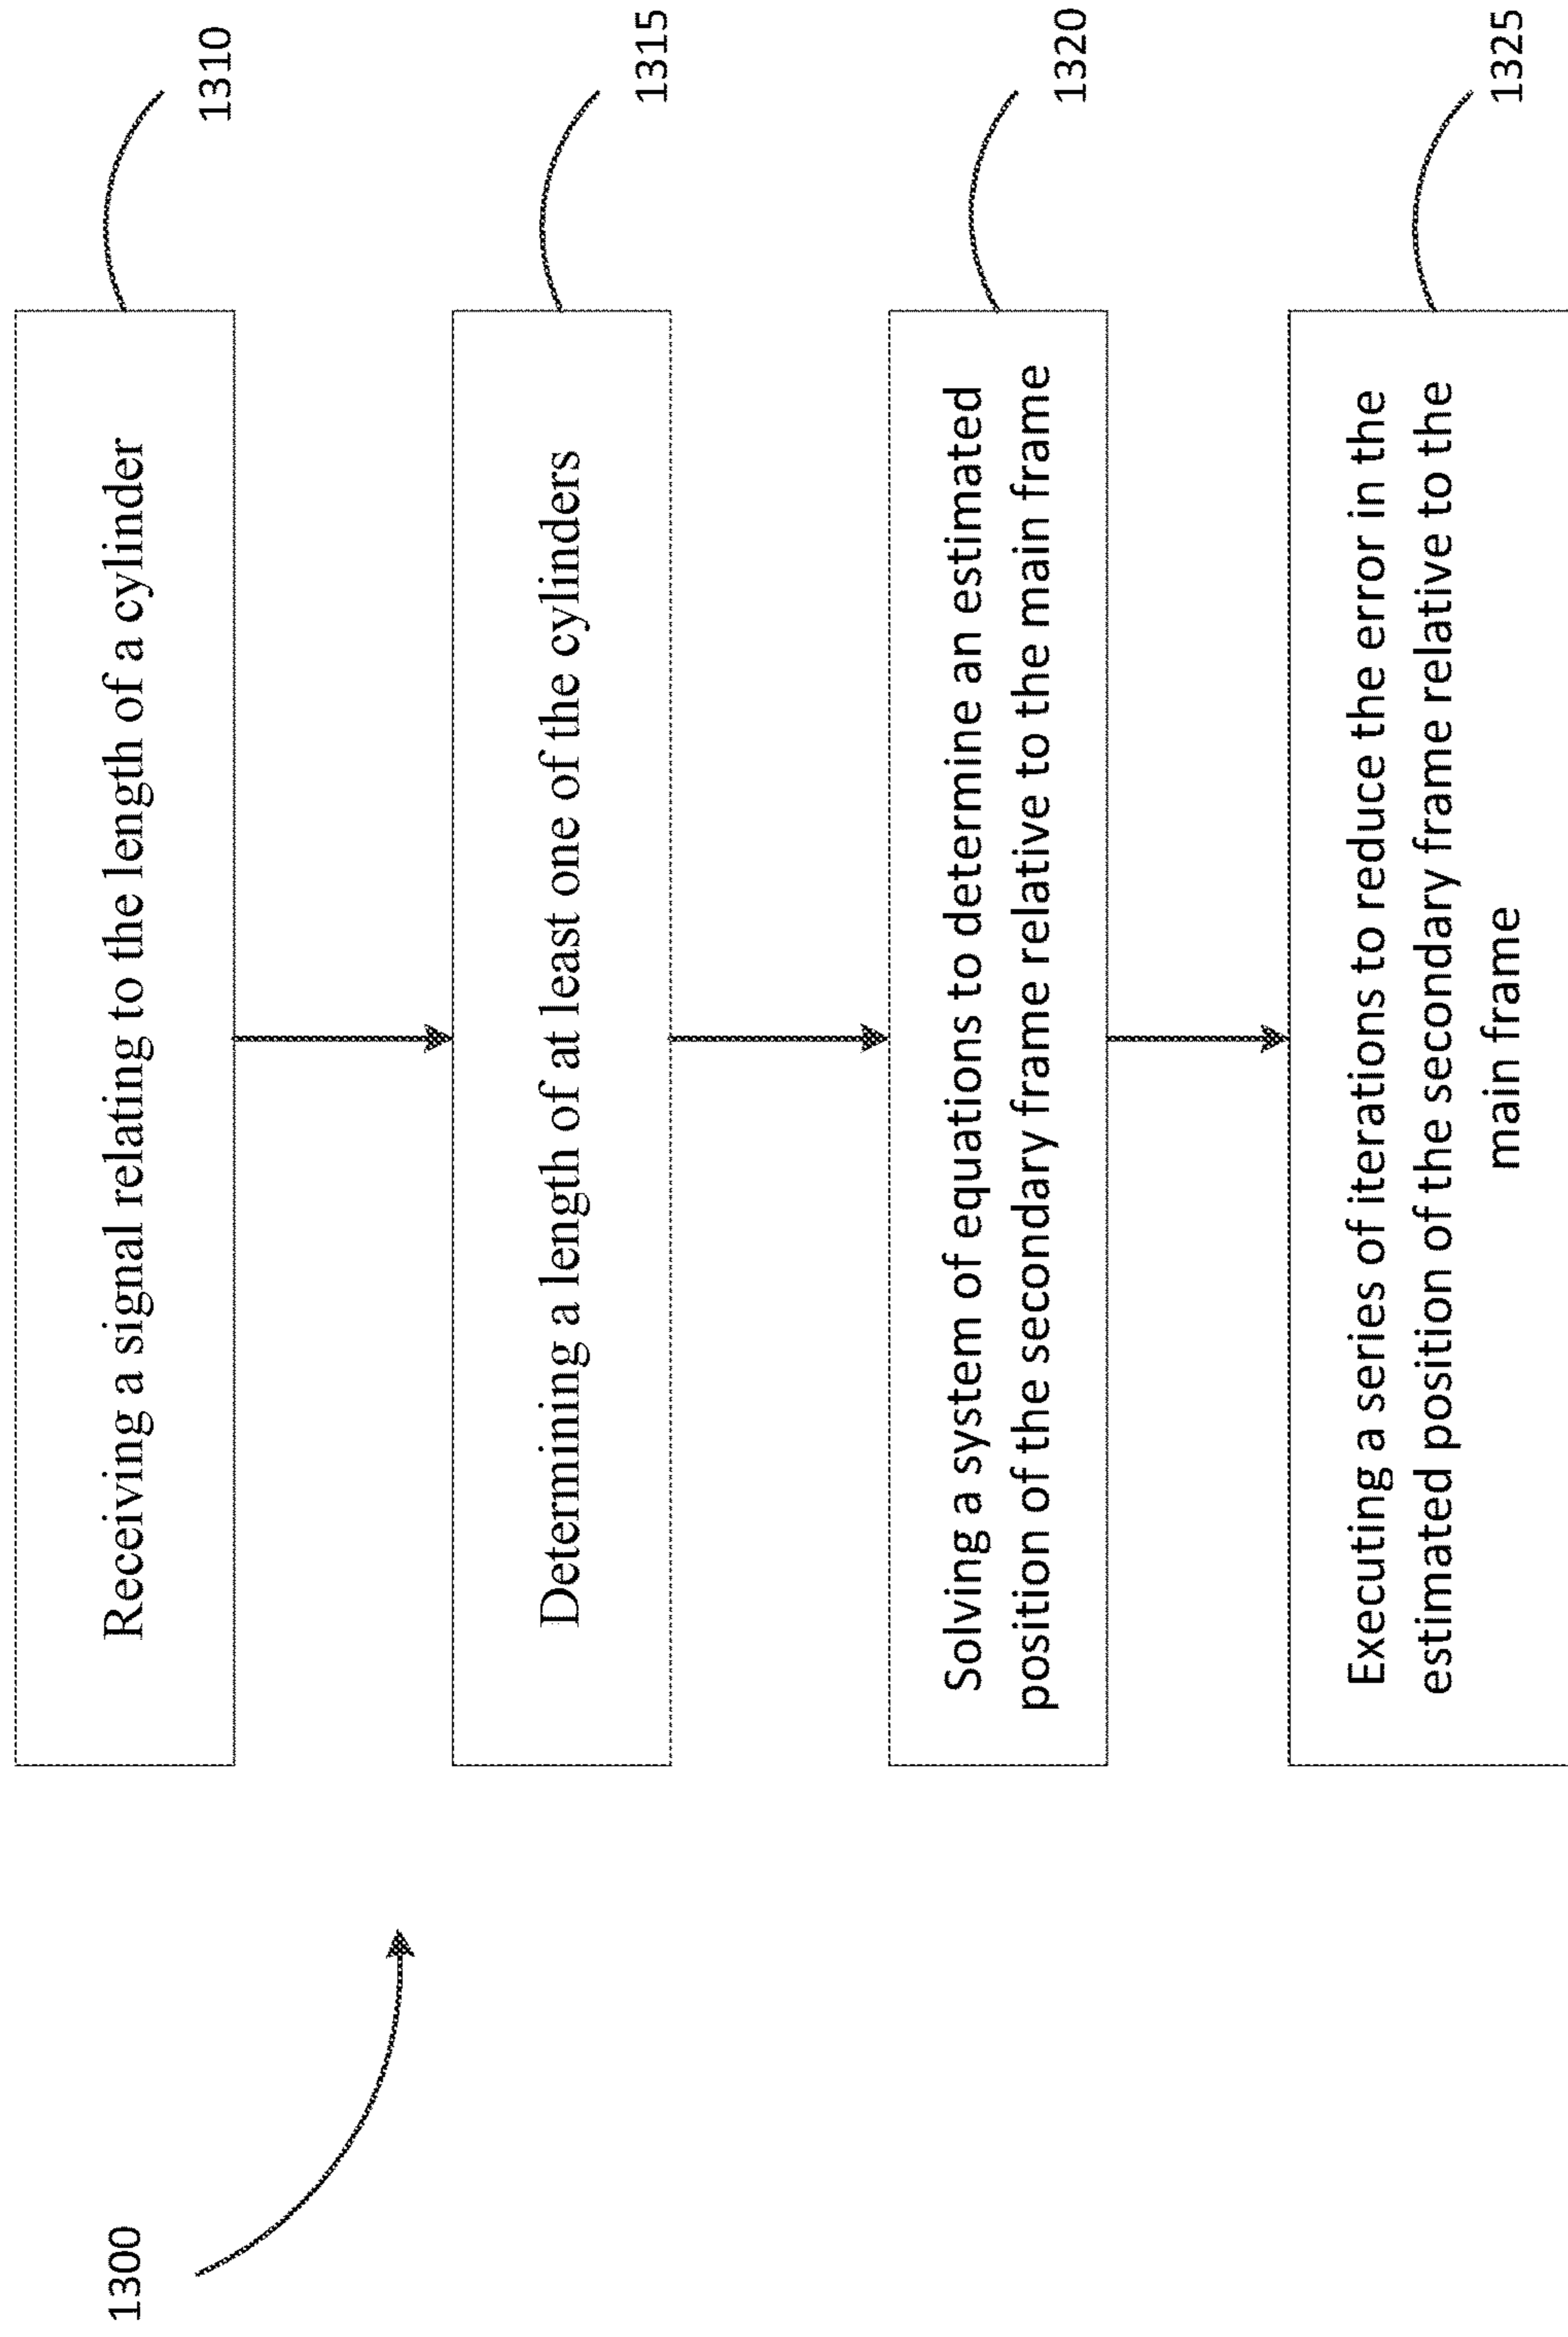 1300
Receiving a signal relating to the length of a cylinder
1310
Determining a length of at least one of the cylinders
1315
Solving a system of equations to determine an estimated
position of the secondary frame relative to the main frame
1320
Executing a series of iterations to reduce the error in the
estimated position of the secondary frame relative to the
main frame
1325